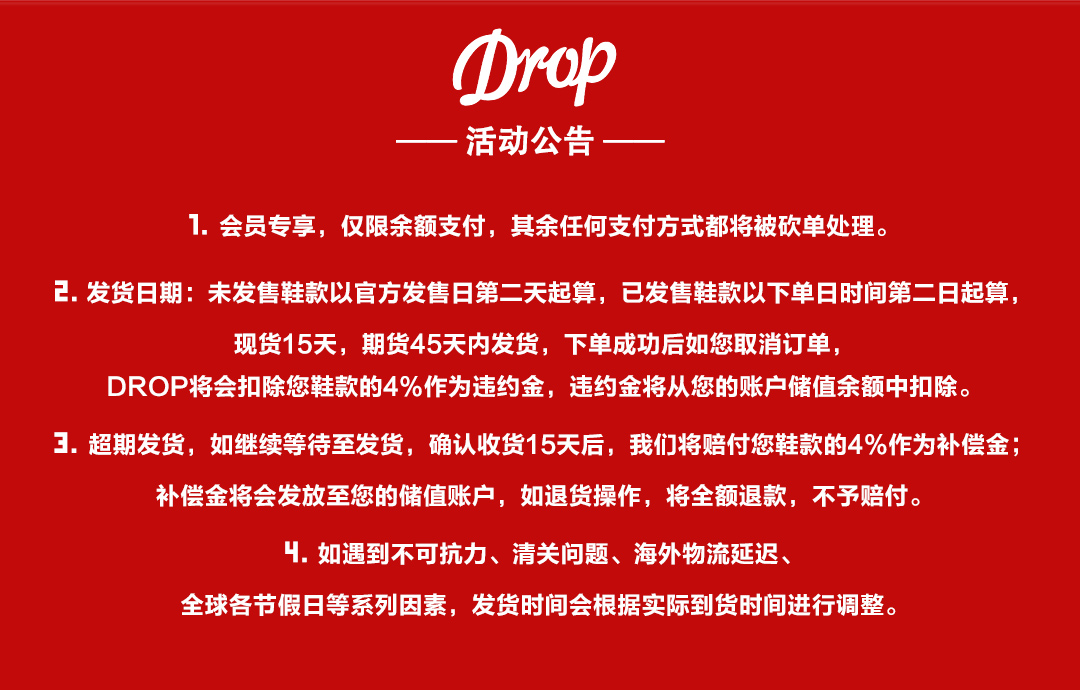 Drop
活动公告
1. 会员专享，仅限余额支付，其余任何支付方式都将被砍单处理。
2. 发货日期：未发售鞋款以官方发售日第二天起算，已发售鞋款以下单日时间第二日起算，
现货15天，期货45天内发货，下单成功后如您取消订单，
DROP将会扣除您鞋款的4%作为违约金，违约金将从您的账户储值余额中扣除。
3. 超期发货，如继续等待至发货，确认收货15天后，我们将赔付您鞋款的4%作为补偿金；
补偿金将会发放至您的储值账户，如退货操作，将全额退款，不予赔付。
4. 如遇到不可抗力、清关问题、海外物流延迟、
全球各节假日等系列因素，发货时间会根据实际到货时间进行调整。